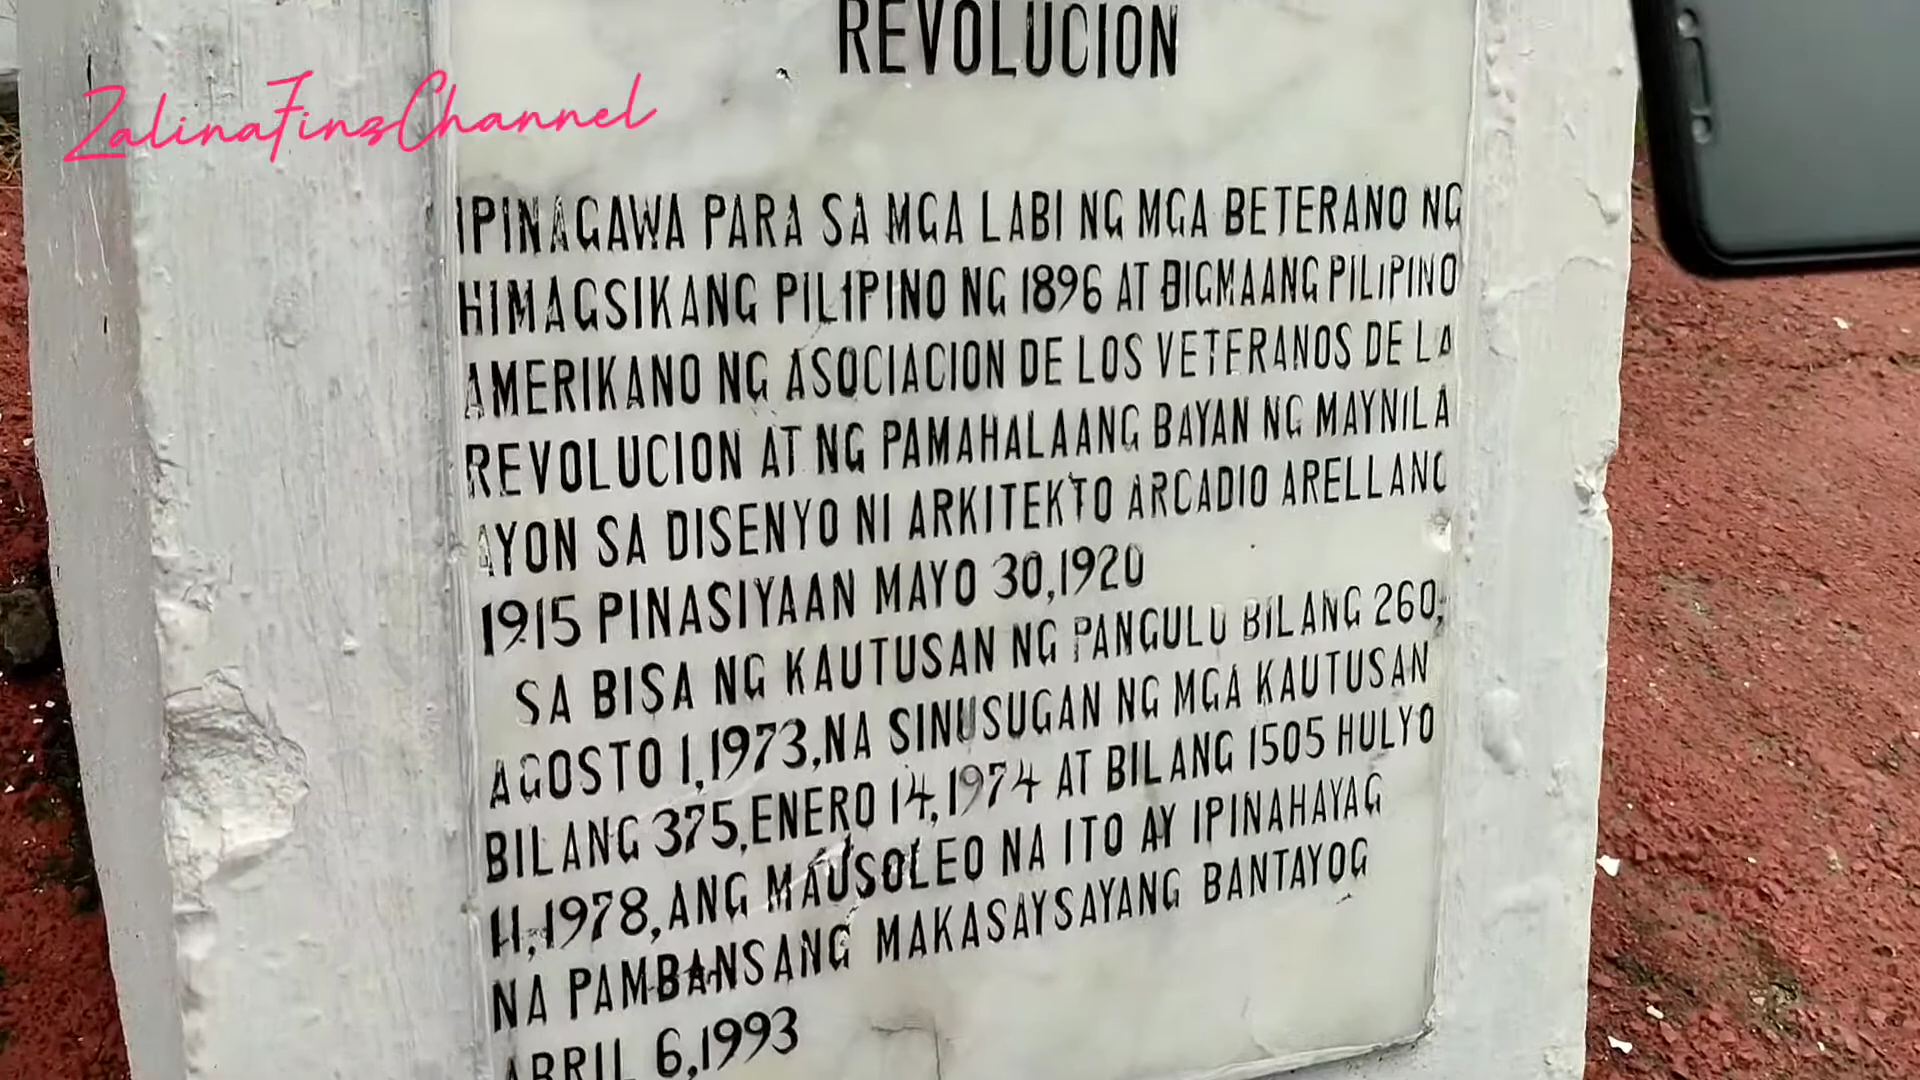 REVOLUCION
ZalinaFinzChannel
IPINAGAWA PARA SA MGA LABI NG MGA BETERANO NG
HIMAGSIKANG PILIPINO NG 1896 AT DIGMAANG PILIPINO
AMERIKANO NG ASOCIACION DE LOS VETERANOS DE LA
REVOLUCION AT NG PAMAHALAANG BAYAN NG MAYNILA
AYON SA DISENYO NI ARKITEKTO ARCADIO ARELLANO
1915 PINASIYAAN MAYO 30,1920
SA BISA NG KAUTUSAN NG PANGULO BILANG 260,
AGOSTO 1,1973,NA SINUSUGAN NG MGA KAUTUSAN
BILANG 375,ENERO 14,1974 AT BILANG 1505 HULYO
11,1978,ANG MAUSOLEO NA ITO AY IPINAHAYAG
NA PAMBANSANG MAKASAYSAYANG BANTAYOG
ABRIL 6,1993